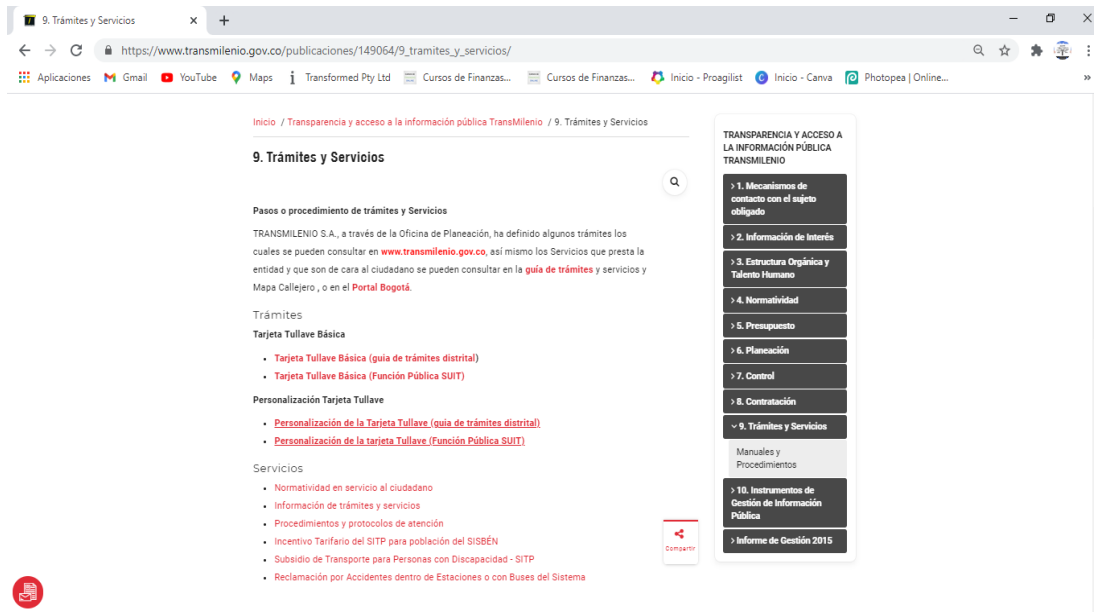 9. Trámites y Servicios
https://www.transmilenio.gov.co/publicaciones/149064/9_tramites_y_servicios/
Aplicaciones
Gmail
YouTube
Maps
Transformed Pty Ltd
Cursos de Finanzas...
Cursos de Finanzas...
Inicio - Proagilist
Inicio - Canva
Photopea | Online...
»
Inicio / Transparencia y acceso a la información pública TransMilenio / 9. Trámites y Servicios
9. Trámites y Servicios
Pasos o procedimiento de trámites y Servicios
TRANSMILENIO S.A., a través de la Oficina de Planeación, ha definido algunos trámites los
cuales se pueden consultar en www.transmilenio.gov.co, así mismo los Servicios que presta la
entidad y que son de cara al ciudadano se pueden consultar en la guía de trámites y servicios y
Mapa Callejero , o en el Portal Bogotá.
Trámites
Tarjeta Tullave Básica
• Tarjeta Tullave Básica (guia de trámites distrital)
• Tarjeta Tullave Básica (Función Pública SUIT)
Personalización Tarjeta Tullave
• Personalización de la Tarjeta Tullave (guia de trámites distrital)
• Personalización de la tarjeta Tullave (Función Pública SUIT)
Servicios
• Normatividad en servicio al ciudadano
• Información de trámites y servicios
• Procedimientos y protocolos de atención
• Incentivo Tarifario del SITP para población del SISBÉN
• Subsidio de Transporte para Personas con Discapacidad - SITP
• Reclamación por Accidentes dentro de Estaciones o con Buses del Sistema
Compartir
TRANSPARENCIA Y ACCESO A
LA INFORMACIÓN PÚBLICA
TRANSMILENIO
> 1. Mecanismos de
contacto con el sujeto
obligado
> 2. Información de Interés
> 3. Estructura Orgánica y
Talento Humano
> 4. Normatividad
> 5. Presupuesto
> 6. Planeación
> 7. Control
> 8. Contratación
9. Trámites y Servicios
Manuales y
Procedimientos
> 10. Instrumentos de
Gestión de Información
Pública
> Informe de Gestión 2015